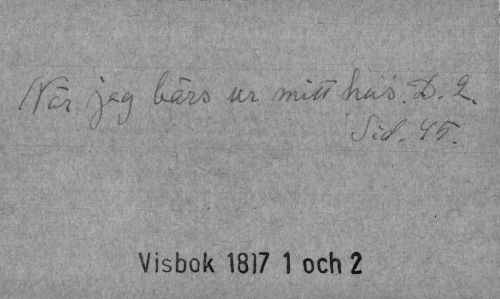 När jag bärs ur mitt hus. D. 2.
Sid. 45.
Visbok 1817 1 och 2